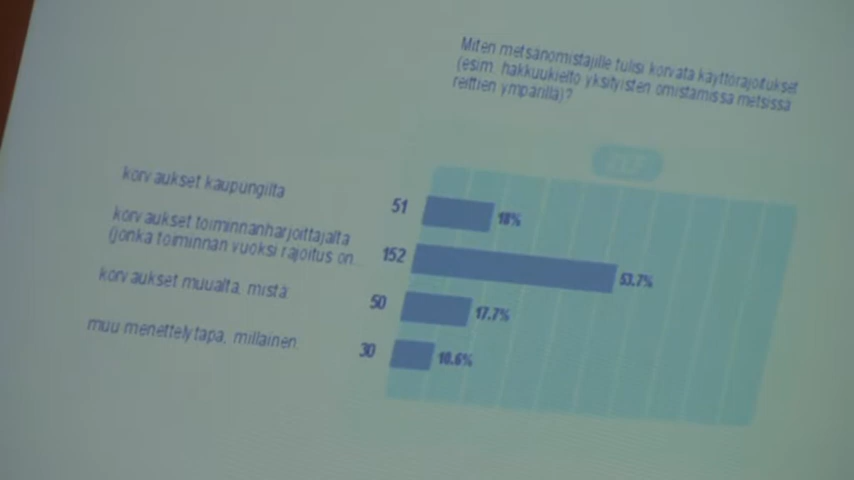 Miten metsänomistajille tulisi korvata käyttörajoitukset
(esim. hakkuukielto yksityisten omistamissa metsissä
reittien ympärillä)?
korvaukset kaupungilta 51 18%
korvaukset toiminnanharjoittajalta
(jonka toiminnan vuoksi rajoitus on... 152 53.7%
korvaukset muualta, mistä 50 17.7%
muu menettelytapa, millainen 30 10.6%